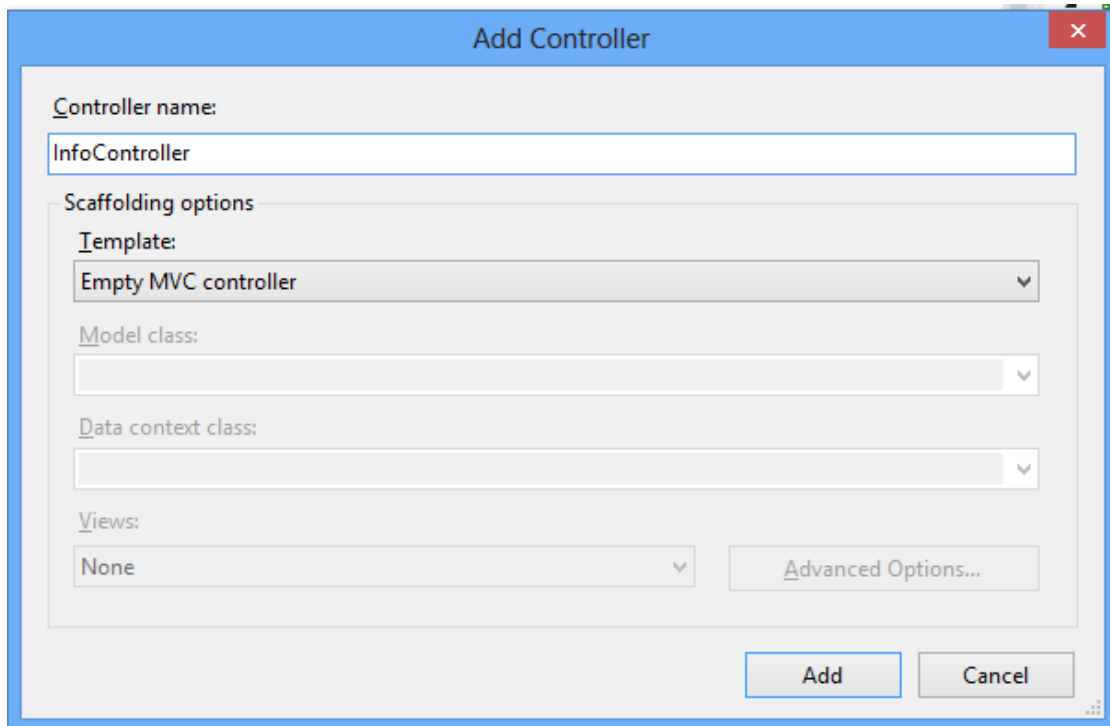 Add Controller
Controller name:
InfoController
Scaffolding options
Template:
Empty MVC controller
Model class:
Data context class:
Views:
None
Advanced Options...
Add
Cancel